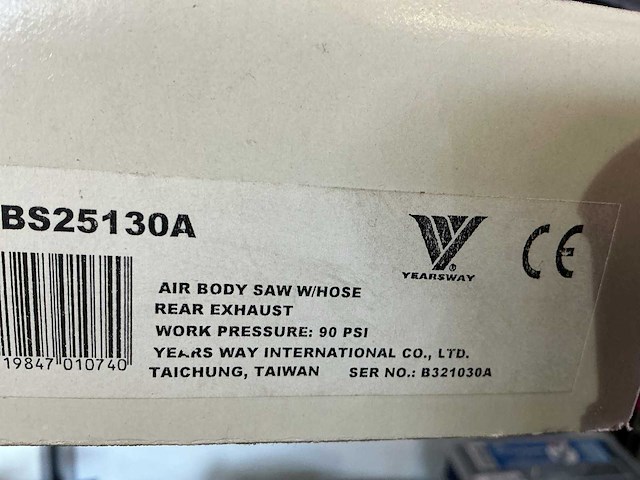 BS25130A
YEARSWAY
®
CE
AIR BODY SAW W/HOSE
REAR EXHAUST
WORK PRESSURE: 90 PSI
YEARS WAY INTERNATIONAL CO., LTD.
TAICHUNG, TAIWAN SER NO.: B321030A
19847 010740